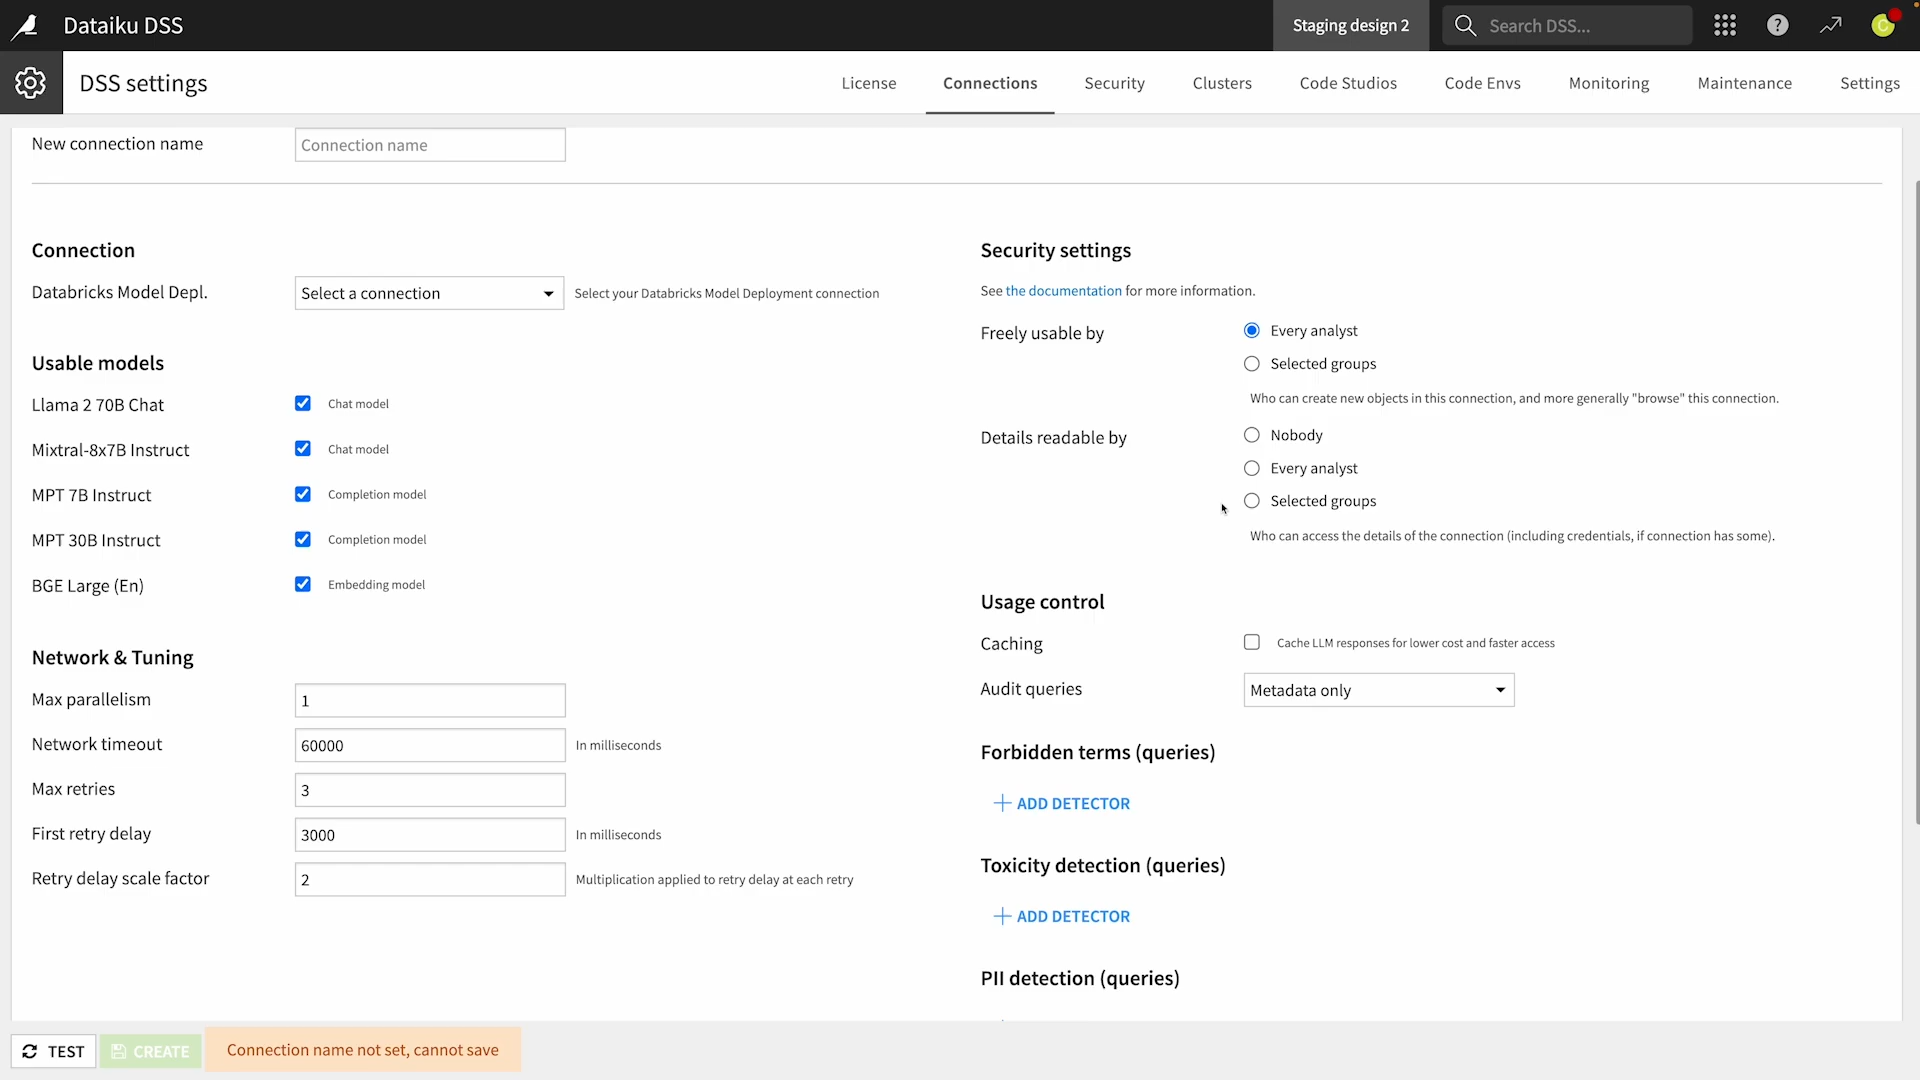 Dataiku DSS
Staging design 2
Search DSS...
C
DSS settings
License
Connections
Security
Clusters
Code Studios
Code Envs
Monitoring
Maintenance
Settings
New connection name
Connection name
Connection
Databricks Model Depl.
Select a connection
Select your Databricks Model Deployment connection
Usable models
Llama 2 70B Chat
Chat model
Mixtral-8x7B Instruct
Chat model
MPT 7B Instruct
Completion model
MPT 30B Instruct
Completion model
BGE Large (En)
Embedding model
Network & Tuning
Max parallelism
1
Network timeout
60000
In milliseconds
Max retries
3
First retry delay
3000
In milliseconds
Retry delay scale factor
2
Multiplication applied to retry delay at each retry
Security settings
See the documentation for more information.
Freely usable by
Every analyst
Selected groups
Who can create new objects in this connection, and more generally "browse" this connection.
Details readable by
Nobody
Every analyst
Selected groups
Who can access the details of the connection (including credentials, if connection has some).
Usage control
Caching
Cache LLM responses for lower cost and faster access
Audit queries
Metadata only
Forbidden terms (queries)
ADD DETECTOR
Toxicity detection (queries)
ADD DETECTOR
PII detection (queries)
TEST
CREATE
Connection name not set, cannot save